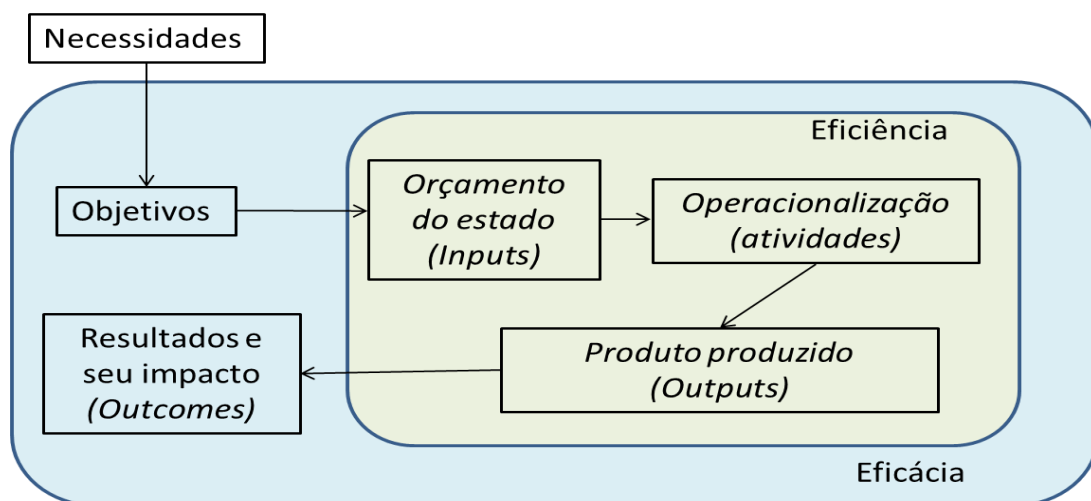 Necessidades
Eficiência
Objetivos
Orçamento
do estado
(Inputs)
Operacionalização
(atividades)
Produto produzido
(Outputs)
Resultados e
seu impacto
(Outcomes)
Eficácia